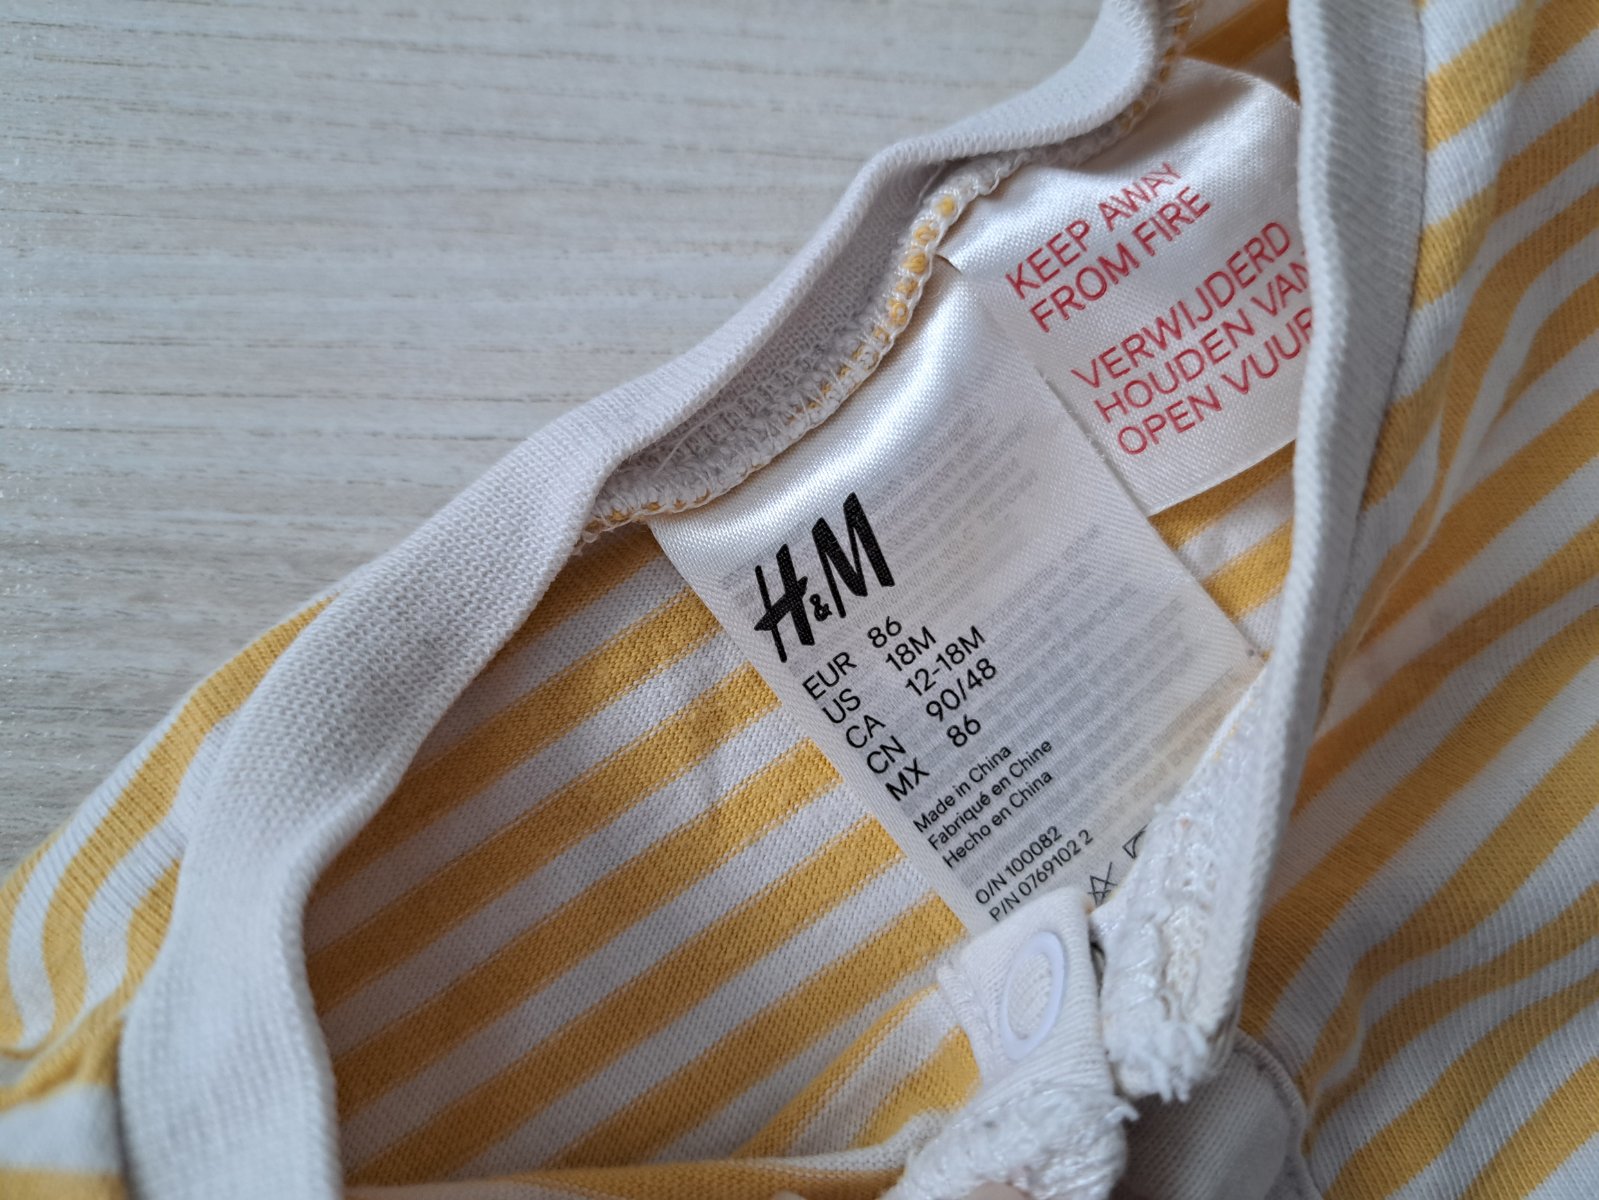 H&M
EUR 86
US 18M
CA 12-18M
CN 90/48
MX 86
Made in China
Fabriqué en Chine
Hecho en China
O/N 100082
P/N 0769102 2
KEEP AWAY
FROM FIRE
VERWIJDERD
HOUDEN VAN
OPEN VUUR